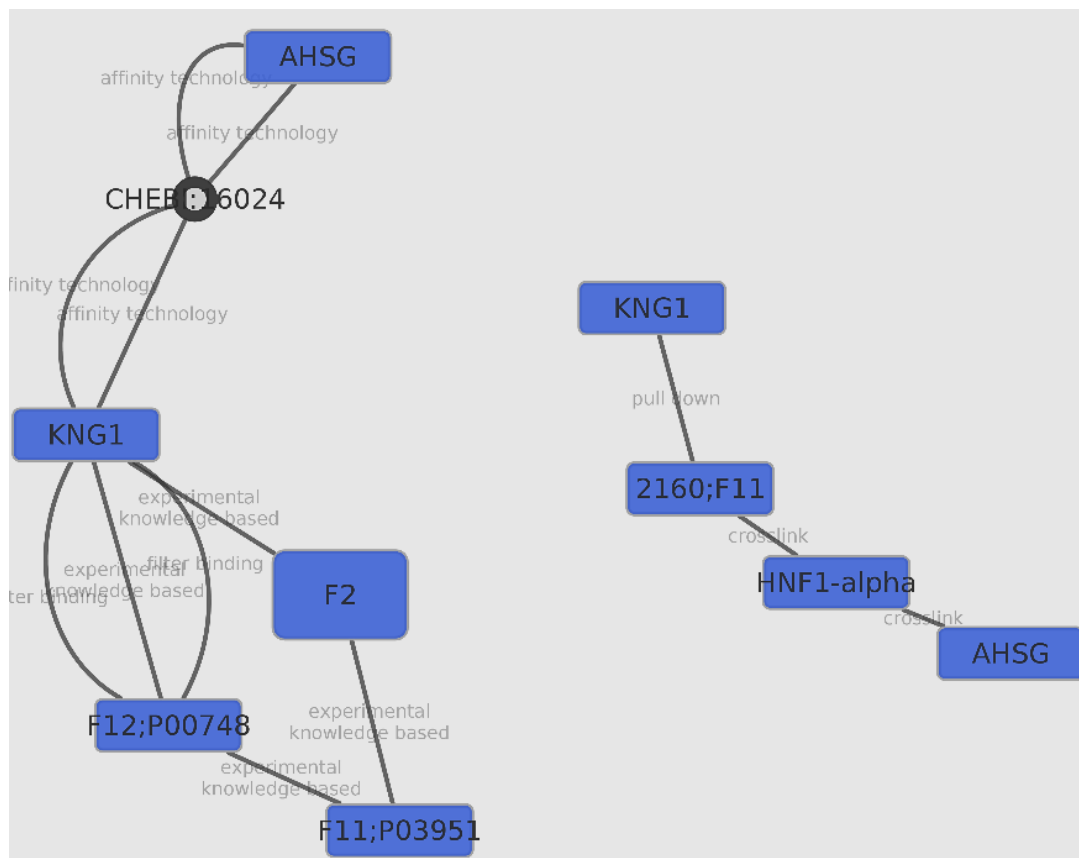 AHSG
affinity technology
affinity technology
CHEBI:16024
finity technology
affinity technology
KNG1
KNG1
pull down
experimental
knowledge based
2160;F11
crosslink
filter binding
experimental
knowledge based
ter binding
F2
HNF1-alpha
crosslink
AHSG
experimental
knowledge based
F12;P00748
experimental
knowledge based
F11;P03951